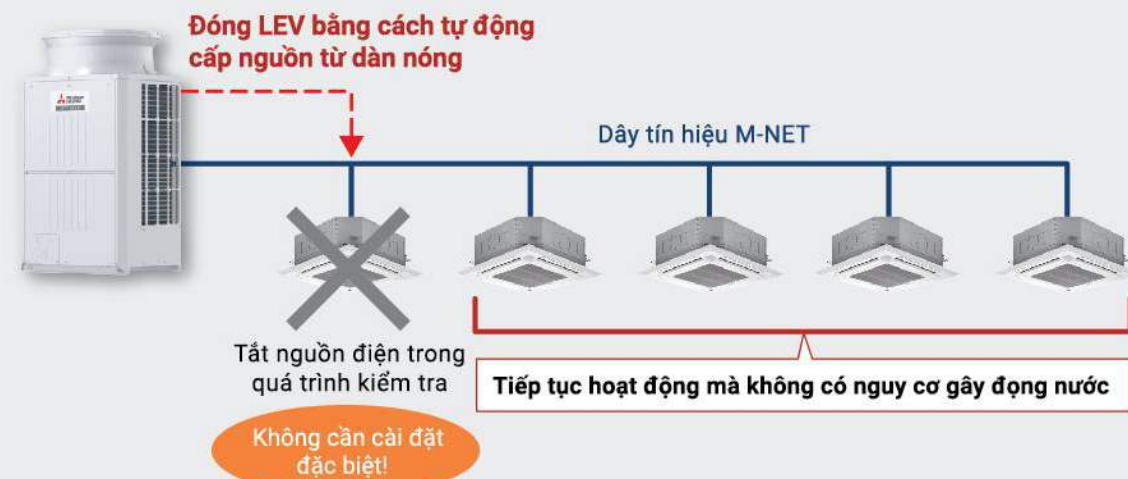 Đóng LEV bằng cách tự động
cấp nguồn từ dàn nóng
Dây tín hiệu M-NET
Tắt nguồn điện trong
quá trình kiểm tra
Tiếp tục hoạt động mà không có nguy cơ gây đọng nước
Không cần cài đặt
đặc biệt!